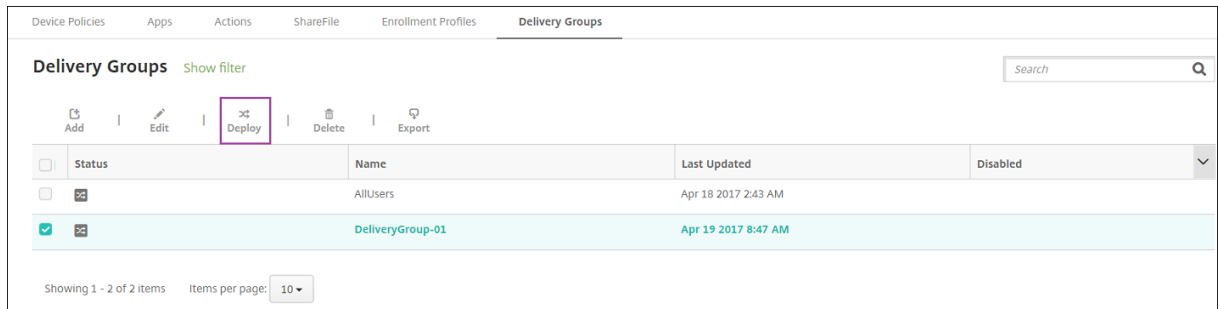 Device Policies Apps Actions ShareFile Enrollment Profiles Delivery Groups
Delivery Groups Show filter Search
Add | Edit | Deploy | Delete | Export
Status Name Last Updated Disabled
AllUsers Apr 18 2017 2:43 AM
DeliveryGroup-01 Apr 19 2017 8:47 AM
Showing 1 - 2 of 2 items Items per page: 10